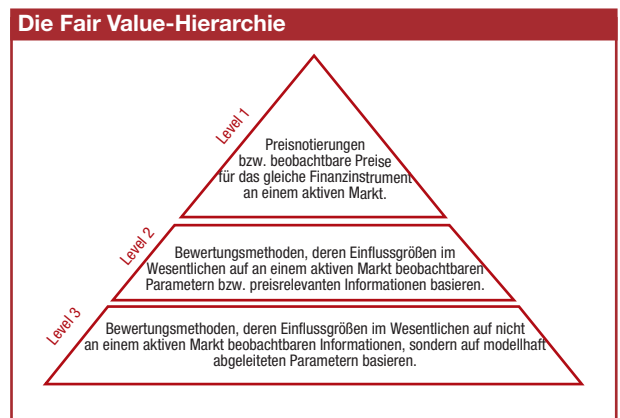 Die Fair Value-Hierarchie
Level 1
Preisnotierungen
bzw. beobachtbare Preise
für das gleiche Finanzinstrument
an einem aktiven Markt.
Level 2
Bewertungsmethoden, deren Einflussgrößen im
Wesentlichen auf an einem aktiven Markt beobachtbaren
Parametern bzw. preisrelevanten Informationen basieren.
Level 3
Bewertungsmethoden, deren Einflussgrößen im Wesentlichen auf nicht
an einem aktiven Markt beobachtbaren Informationen, sondern auf modellhaft
abgeleiteten Parametern basieren.